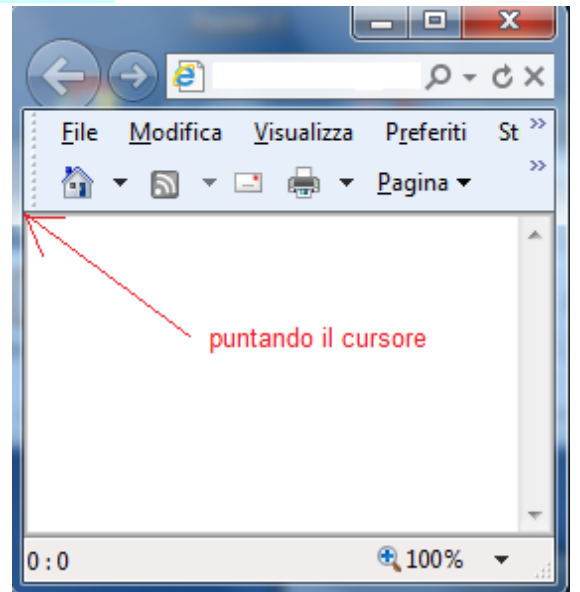 File Modifica Visualizza Preferiti St
Pagina
puntando il cursore
0 : 0 100%